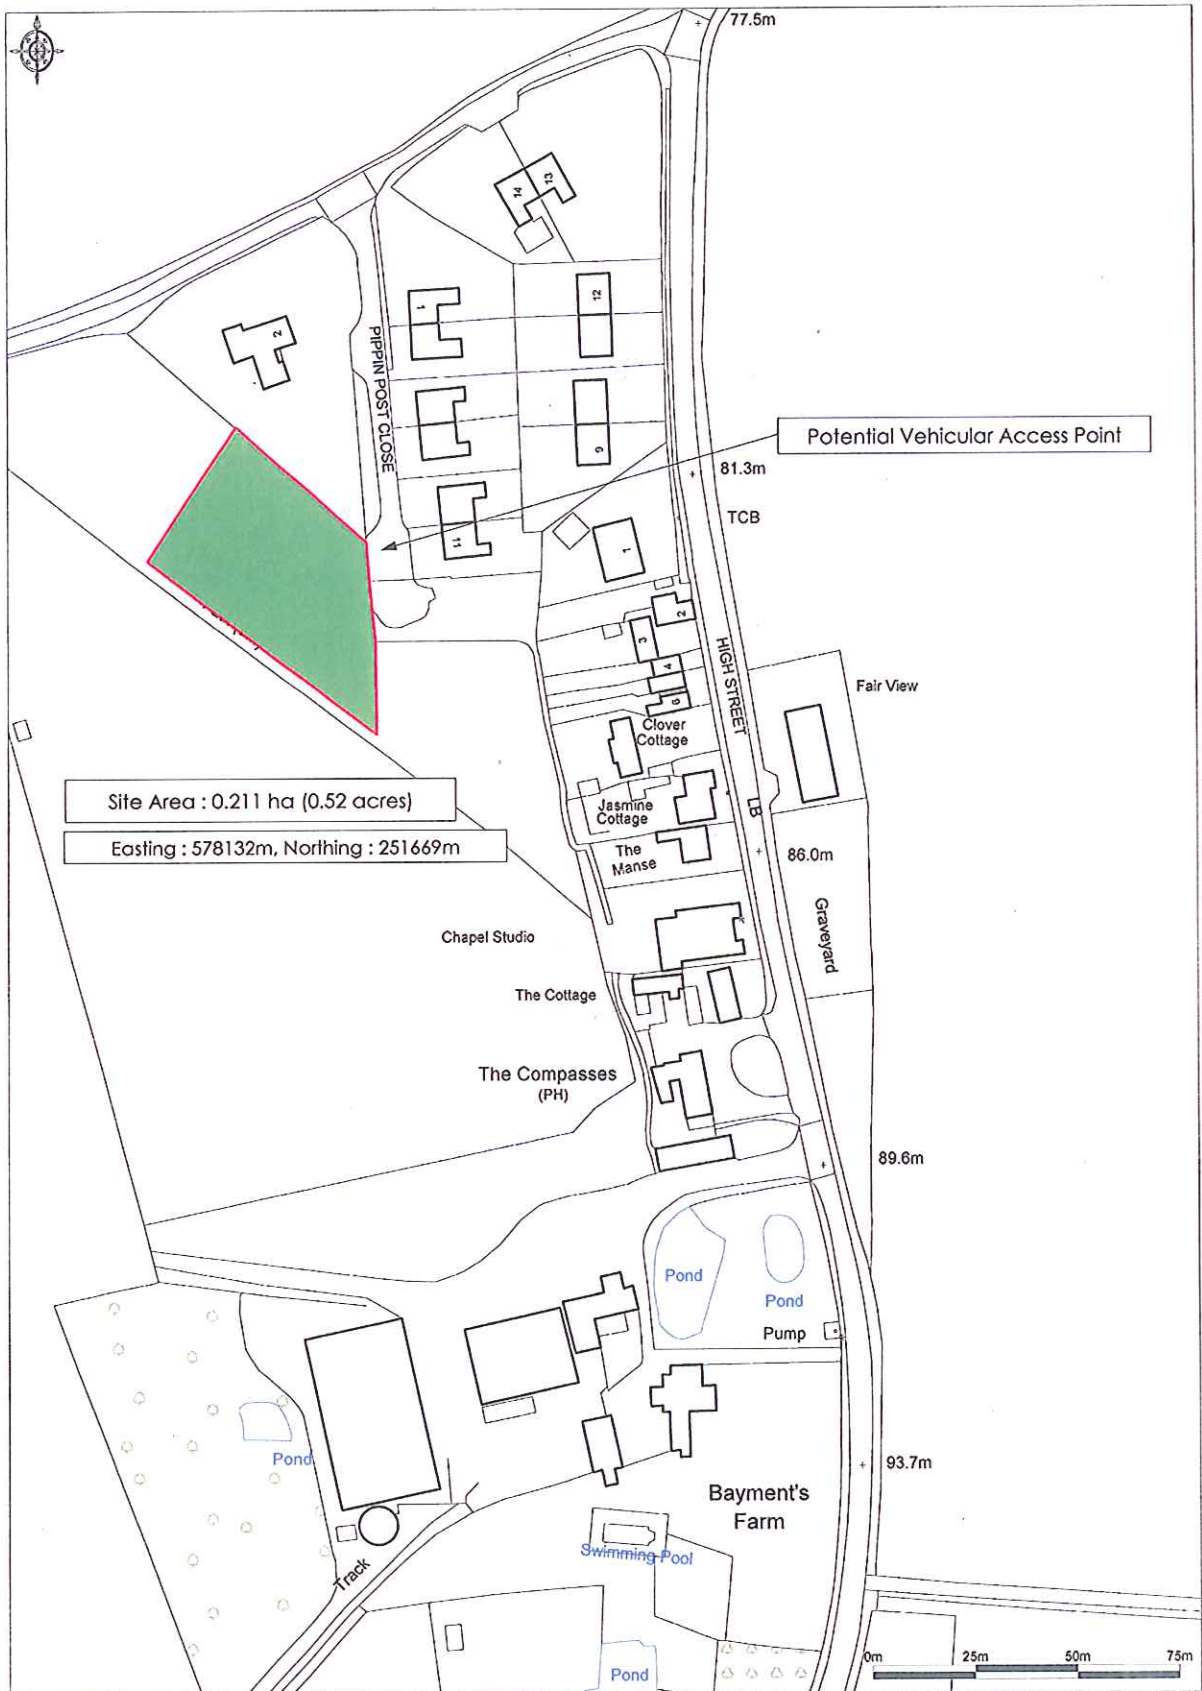 77.5m
13
14
12
1
2
PIPPIN POST CLOSE
9
Potential Vehicular Access Point
81.3m
TCB
11
1
2
3
4
6
HIGH STREET
Fair View
Clover
Cottage
Site Area : 0.211 ha (0.52 acres)
Jasmine
Cottage
LB
Easting : 578132m, Northing : 251669m
The
Manse
86.0m
Graveyard
Chapel Studio
The Cottage
The Compasses
(PH)
89.6m
Pond
Pond
Pump
Pond
93.7m
Bayment's
Farm
Swimming Pool
Track
Pond
0m 25m 50m 75m